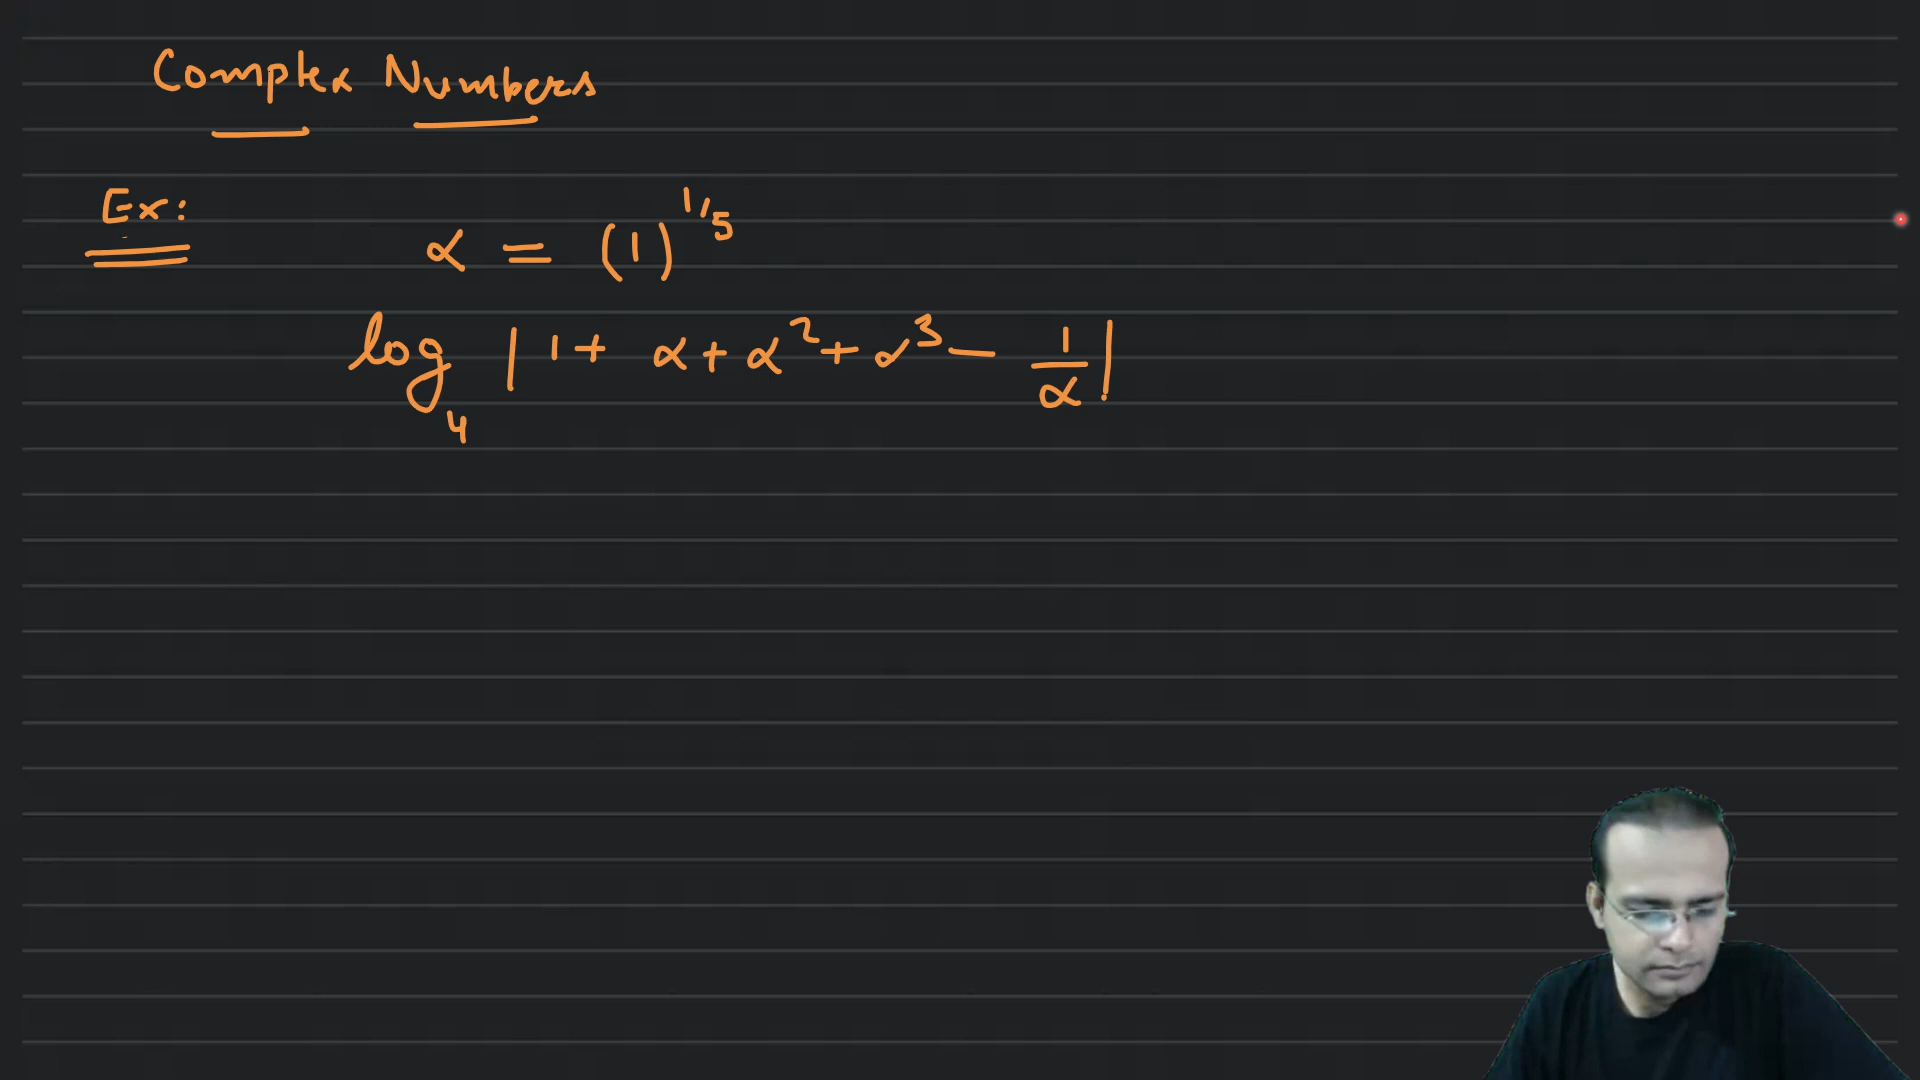 Complex Numbers
Ex:
α = (1)^{1/5}
log_4 | 1 + α + α^2 + α^3 - 1/α |